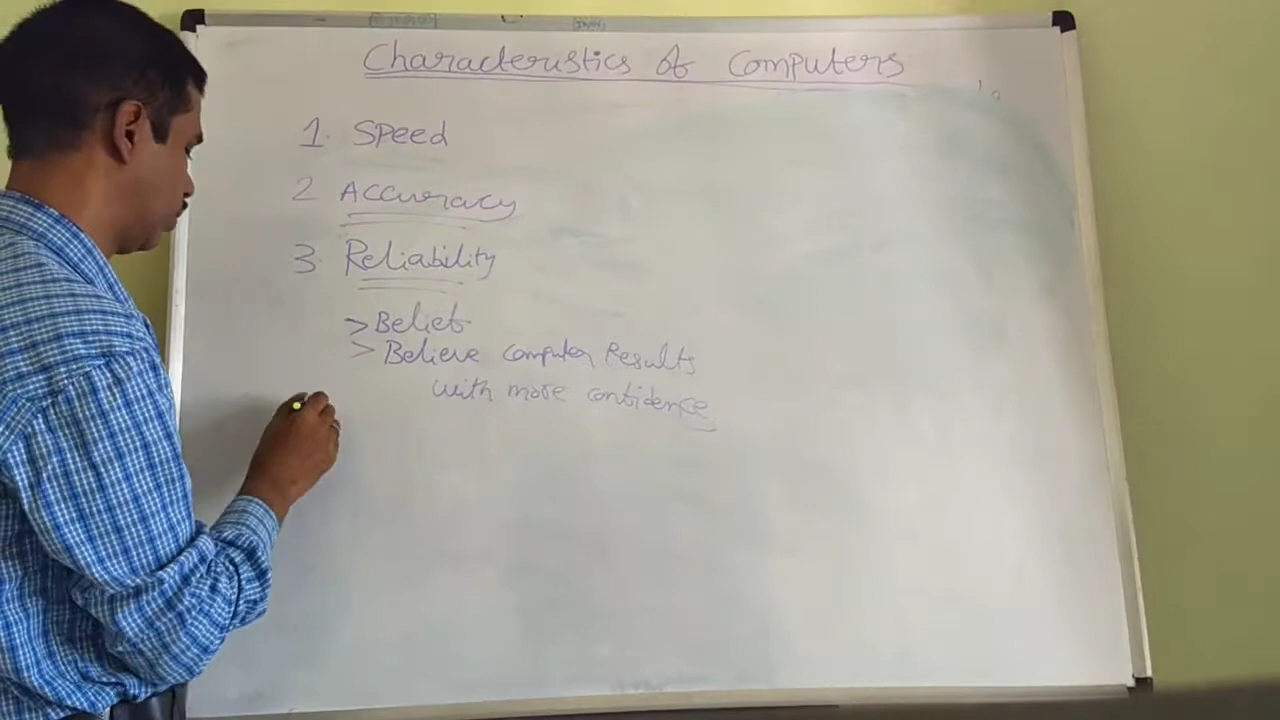 Characteristics of Computers
1. Speed
2 Accuracy
3 Reliability
> Belief
> Believe computer Results
with more confidence